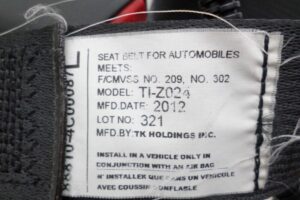 SEAT BELT FOR AUTOMOBILES
MEETS:
F/CMVSS NO. 209, NO. 302
MODEL: TI-Z024
MFD.DATE: 2012
LOT NO: 321
MFD.BY:TK HOLDINGS INC.
INSTALL IN A VEHICLE ONLY IN
CONJUNCTION WITH AN AIR BAG
N' INSTALLER QUE DANS UN VEHICULE
AVEC COUSSIN GONFLABLE
L